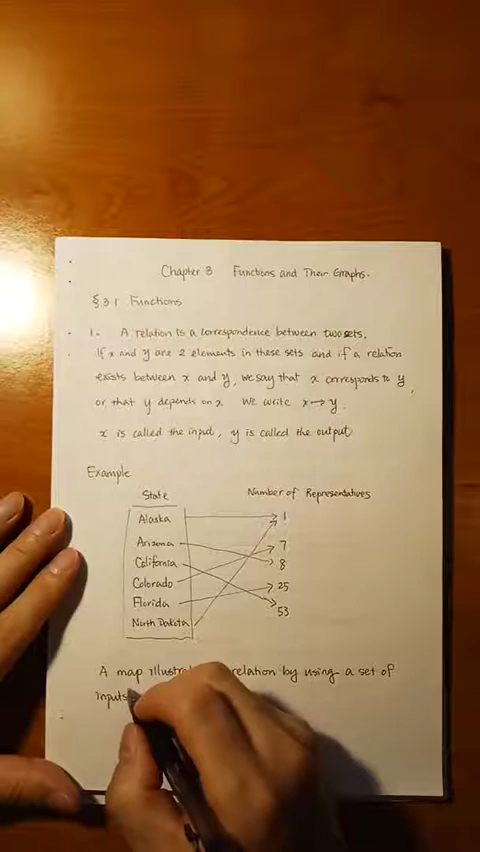 Chapter 3 Functions and Their Graphs.
§3.1 Functions
1. A relation is a correspondence between two sets.
If x and y are 2 elements in these sets and if a relation
exists between x and y, we say that x corresponds to y,
or that y depends on x We write x→y.
x is called the input, y is called the output
Example
State Number of Representatives
Alaska 1
Arizona 7
California 8
Colorado 25
Florida 53
North Dakota
A map relation by using a set of
inputs